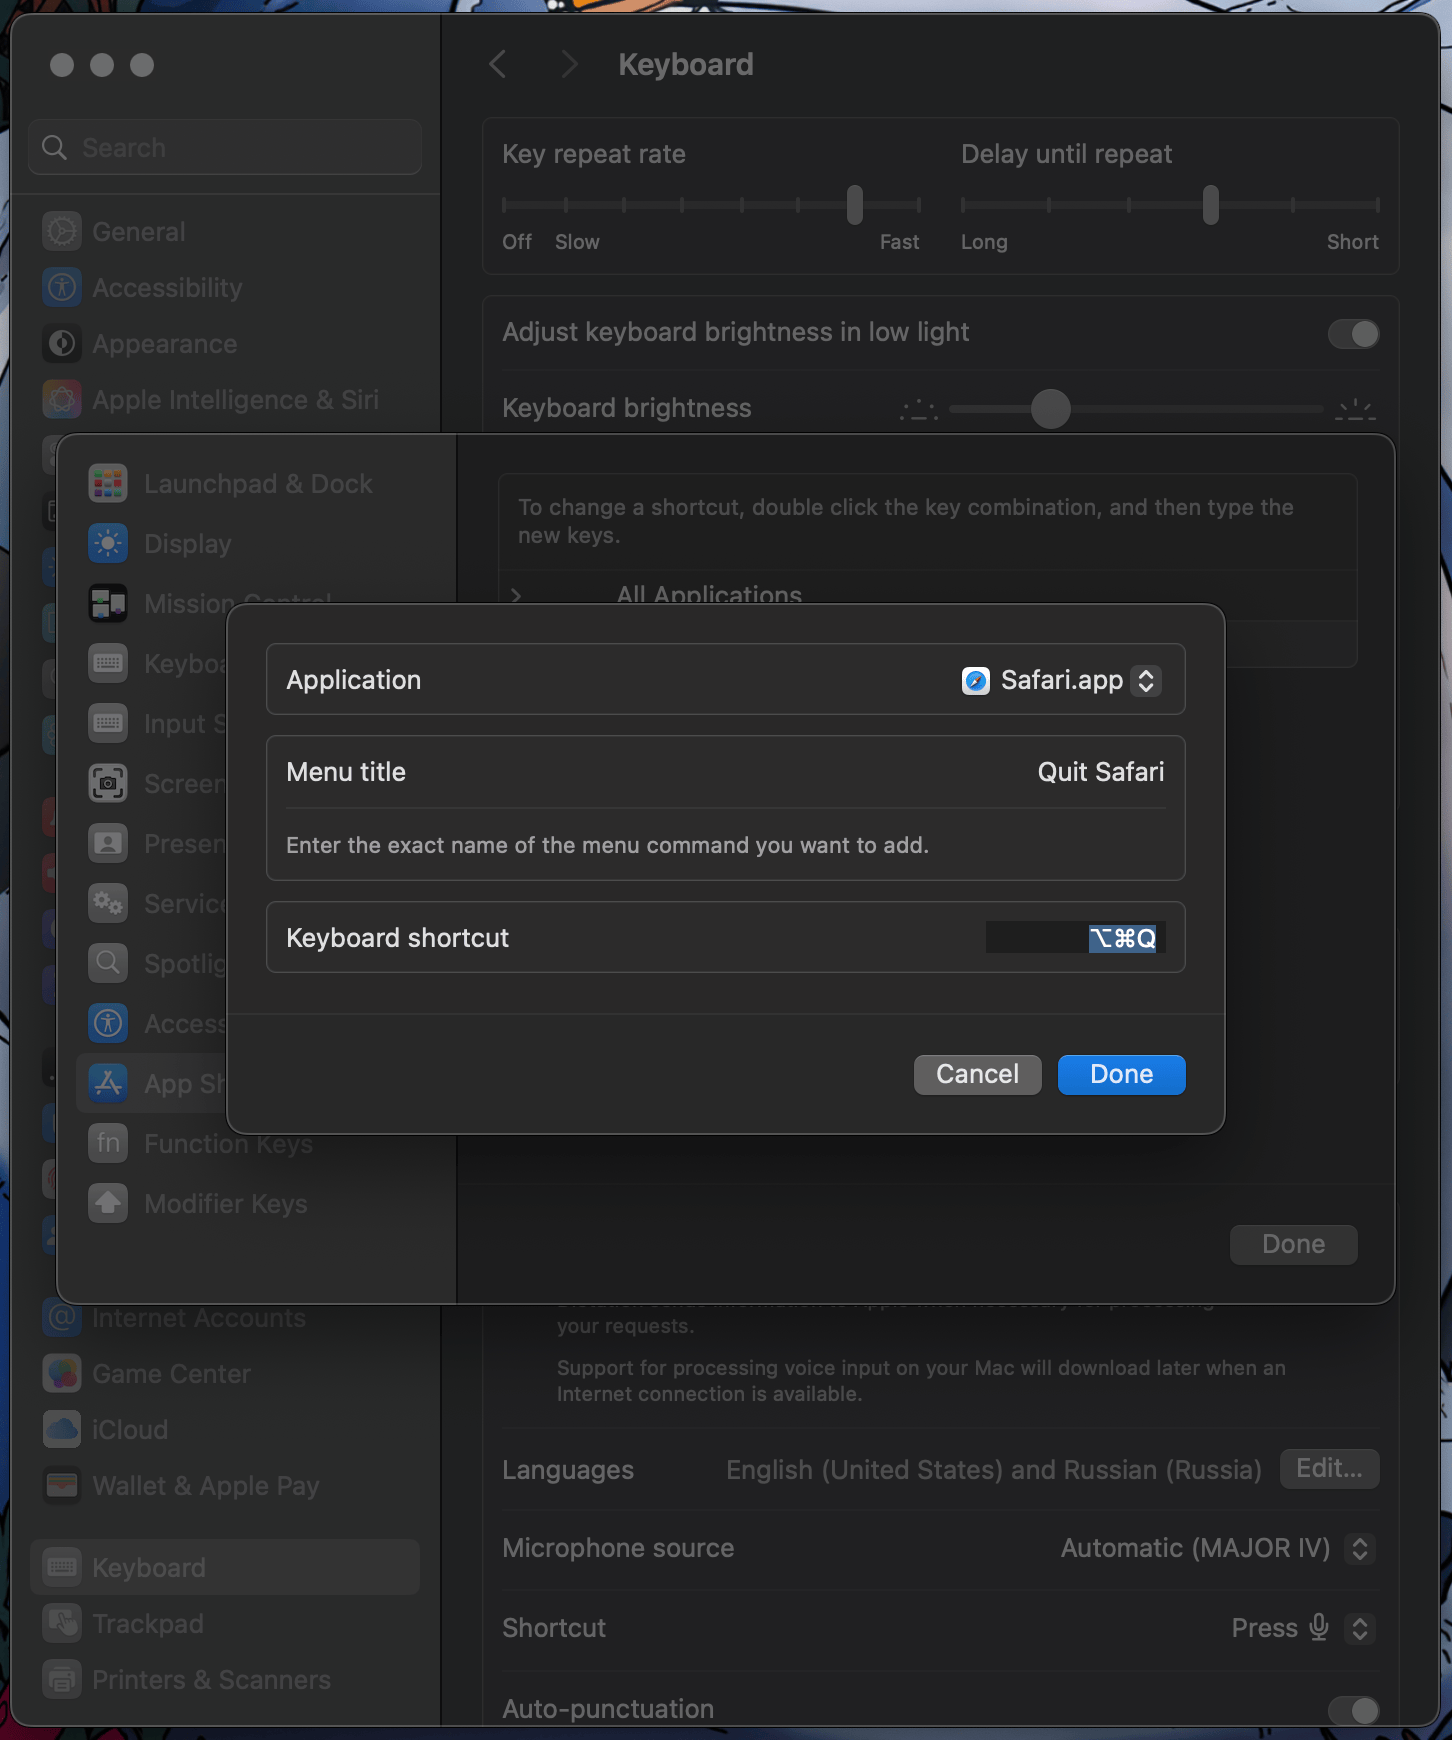 Keyboard
Search
General
Accessibility
Appearance
Apple Intelligence & Siri
Key repeat rate
Delay until repeat
Off Slow Fast
Long Short
Adjust keyboard brightness in low light
Keyboard brightness
Launchpad & Dock
Display
Mission Control
Input S
Screen
Presen
Service
Spotlig
Access
App Sh
fn Function Keys
Modifier Keys
To change a shortcut, double click the key combination, and then type the
new keys.
All Applications
Application Safari.app
Menu title Quit Safari
Enter the exact name of the menu command you want to add.
Keyboard shortcut ⌥⌘Q
Cancel Done
Done
Internet Accounts
Game Center
iCloud
Wallet & Apple Pay
Keyboard
Trackpad
Printers & Scanners
your requests.
Support for processing voice input on your Mac will download later when an
Internet connection is available.
Languages English (United States) and Russian (Russia) Edit...
Microphone source Automatic (MAJOR IV)
Shortcut Press
Auto-punctuation